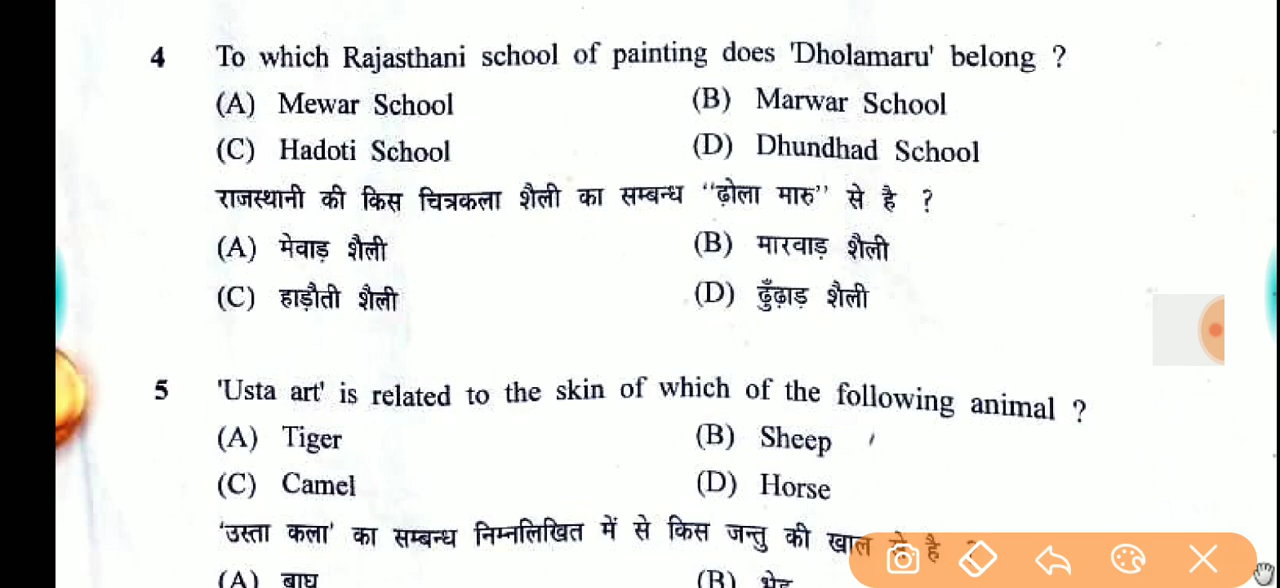 4 To which Rajasthani school of painting does 'Dholamaru' belong ?
(A) Mewar School (B) Marwar School
(C) Hadoti School (D) Dhundhad School
राजस्थानी की किस चित्रकला शैली का सम्बन्ध "ढ़ोला मारु" से है ?
(A) मेवाड़ शैली (B) मारवाड़ शैली
(C) हाड़ौती शैली (D) ढुँढ़ाड़ शैली
5 'Usta art' is related to the skin of which of the following animal ?
(A) Tiger (B) Sheep
(C) Camel (D) Horse
'उस्ता कला' का सम्बन्ध निम्नलिखित में से किस जन्तु की खाल से है ?
(A) बाघ (B) भेड़